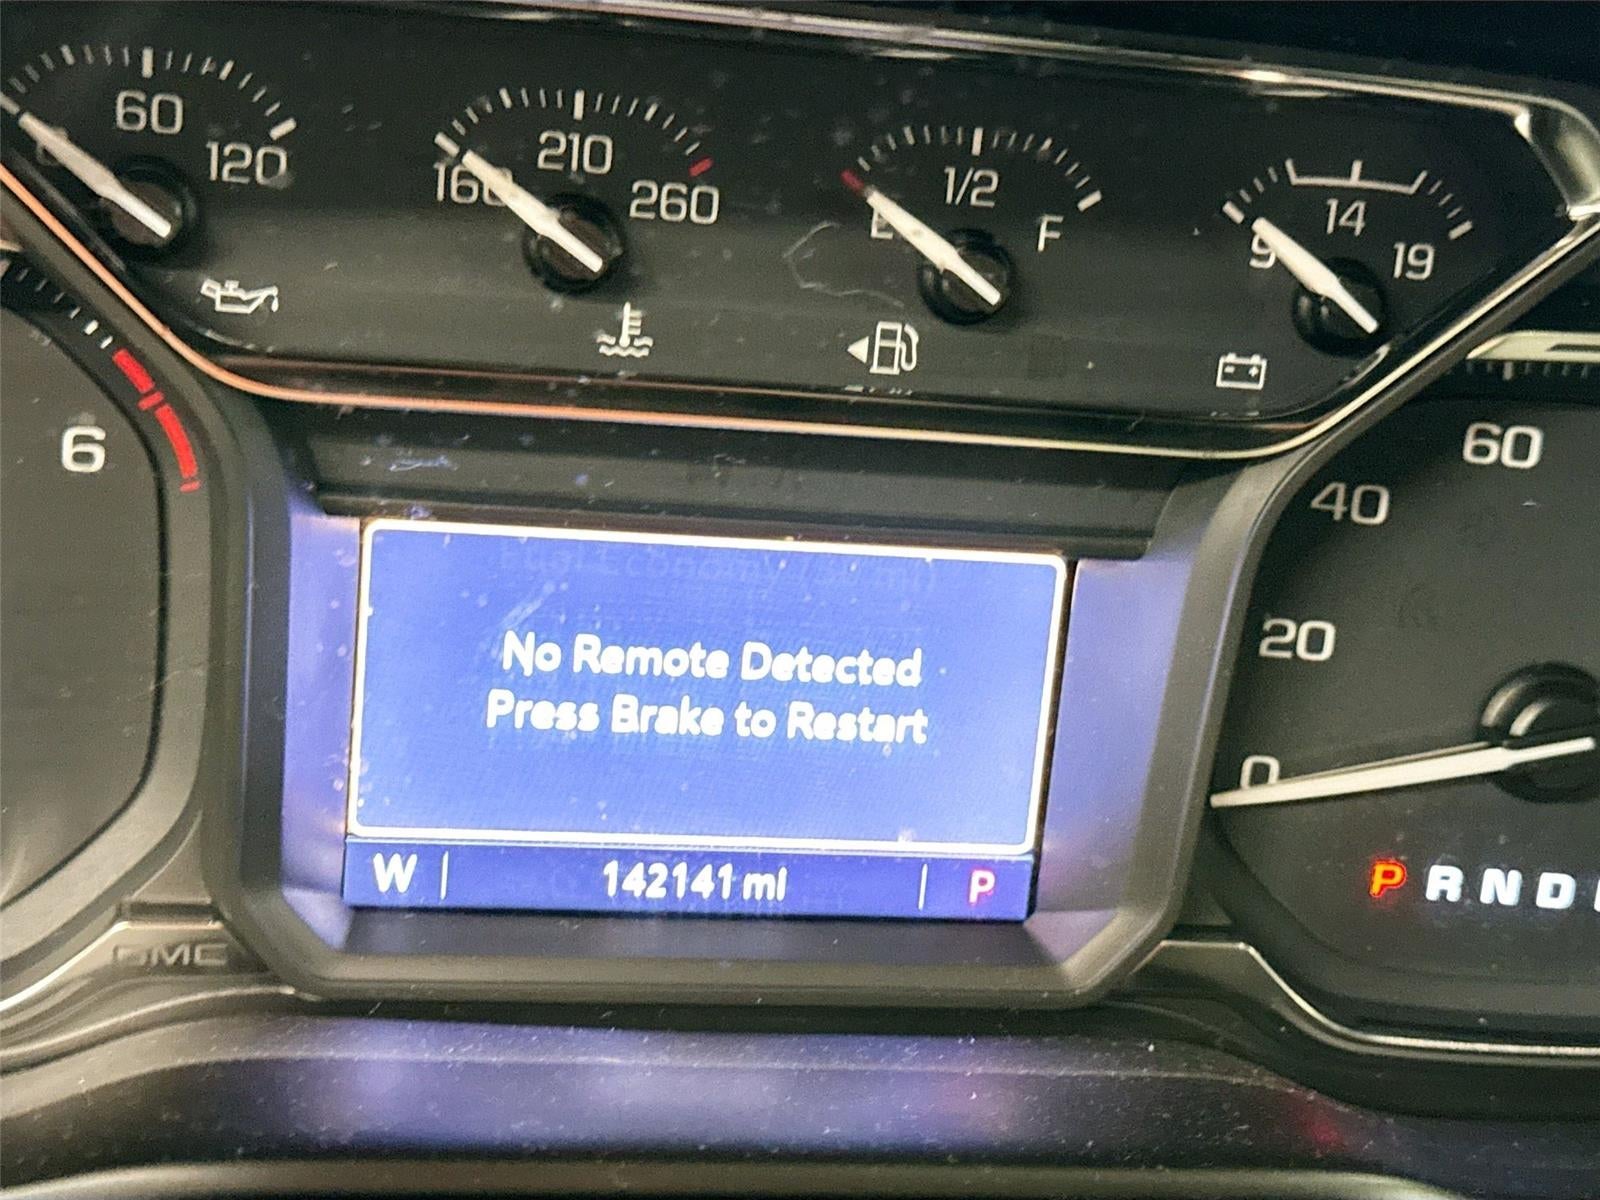 60
120
160
210
260
E
1/2
F
9
14
19
6
60
40
20
0
No Remote Detected
Press Brake to Restart
W
142141 mi
P
P R N D
GMC